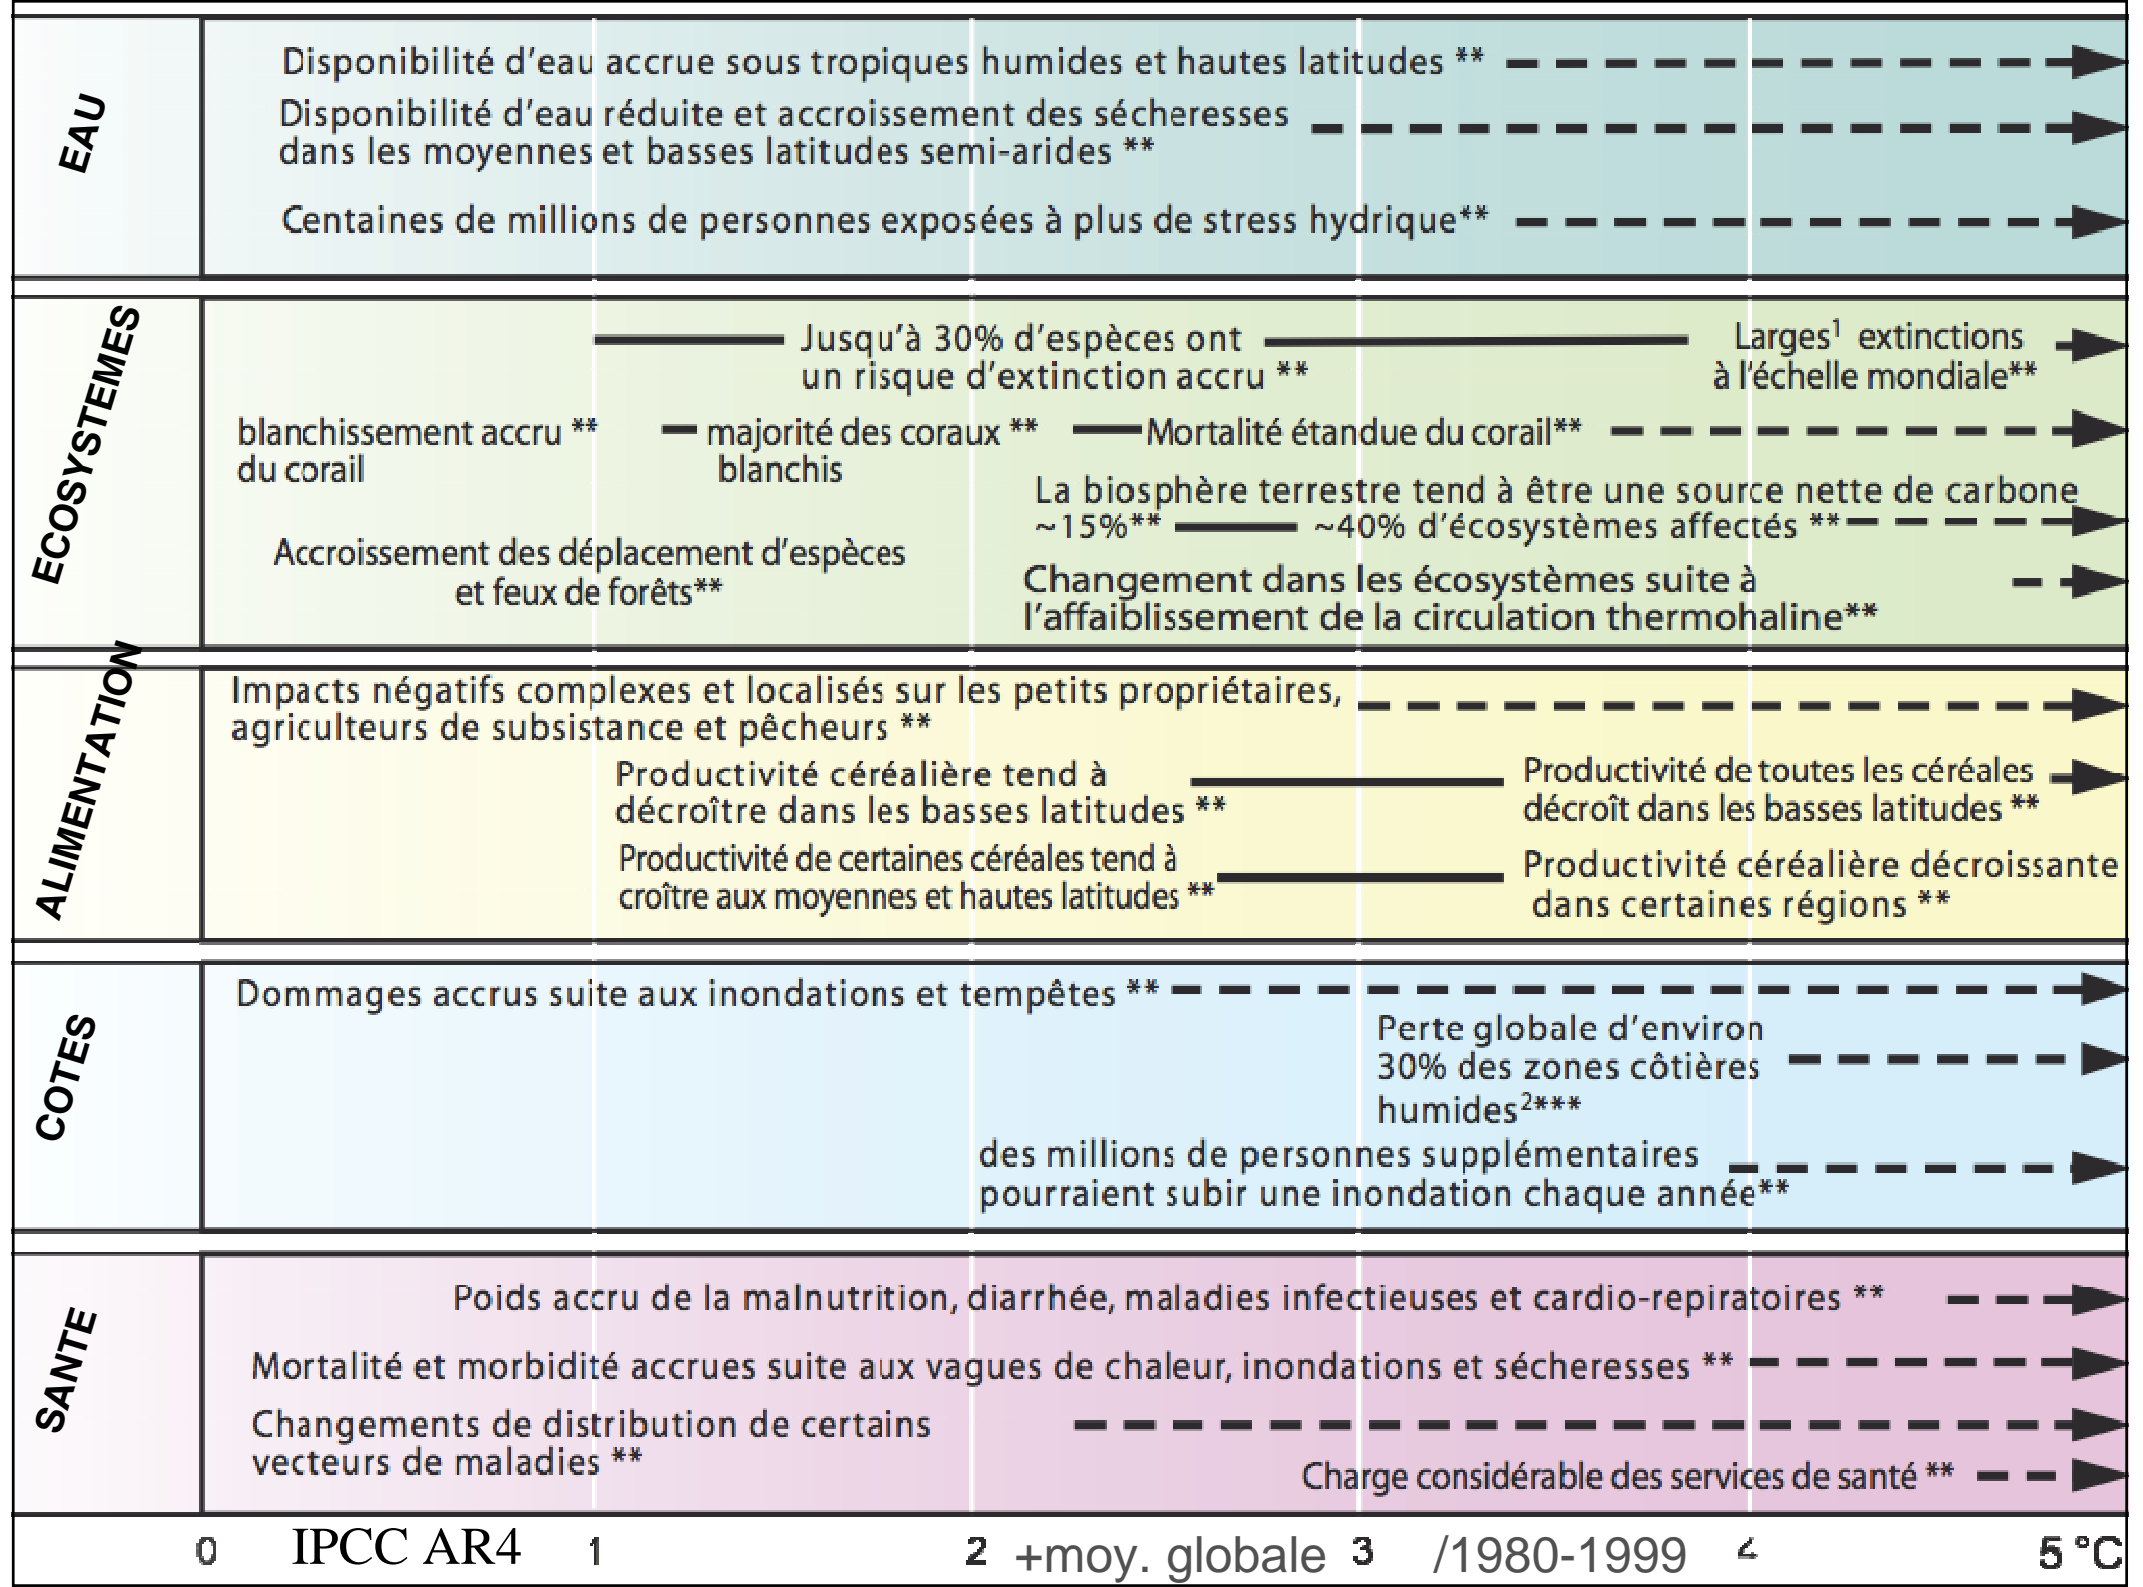 EAU
Disponibilité d'eau accrue sous tropiques humides et hautes latitudes **
Disponibilité d'eau réduite et accroissement des sécheresses
dans les moyennes et basses latitudes semi-arides **
Centaines de millions de personnes exposées à plus de stress hydrique**
ECOSYSTEMES
Jusqu'à 30% d'espèces ont
un risque d'extinction accru **
Larges¹ extinctions
à l'échelle mondiale**
blanchissement accru **
du corail
majorité des coraux **
blanchis
Mortalité étandue du corail**
La biosphère terrestre tend à être une source nette de carbone
~15%** ~40% d'écosystèmes affectés **
Accroissement des déplacement d'espèces
et feux de forêts**
Changement dans les écosystèmes suite à
l'affaiblissement de la circulation thermohaline**
ALIMENTATION
Impacts négatifs complexes et localisés sur les petits propriétaires,
agriculteurs de subsistance et pêcheurs **
Productivité céréalière tend à
décroître dans les basses latitudes **
Productivité de toutes les céréales
décroît dans les basses latitudes **
Productivité de certaines céréales tend à
croître aux moyennes et hautes latitudes **
Productivité céréalière décroissante
dans certaines régions **
COTES
Dommages accrus suite aux inondations et tempêtes **
Perte globale d'environ
30% des zones côtières
humides²***
des millions de personnes supplémentaires
pourraient subir une inondation chaque année**
SANTE
Poids accru de la malnutrition, diarrhée, maladies infectieuses et cardio-repiratoires **
Mortalité et morbidité accrues suite aux vagues de chaleur, inondations et sécheresses **
Changements de distribution de certains
vecteurs de maladies **
Charge considérable des services de santé **
0 IPCC AR4 1 2 +moy. globale 3 /1980-1999 4 5 °C